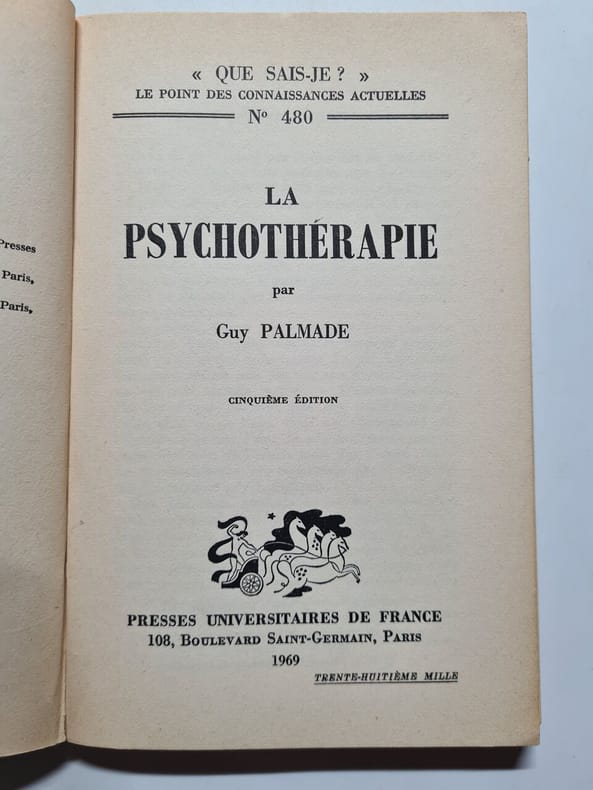 Presses
Paris,
Paris,
« QUE SAIS-JE ? »
LE POINT DES CONNAISSANCES ACTUELLES
Nº 480
LA
PSYCHOTHÉRAPIE
par
Guy PALMADE
CINQUIÈME ÉDITION
PRESSES UNIVERSITAIRES DE FRANCE
108, BOULEVARD SAINT-GERMAIN, PARIS
1969
TRENTE-HUITIÈME MILLE